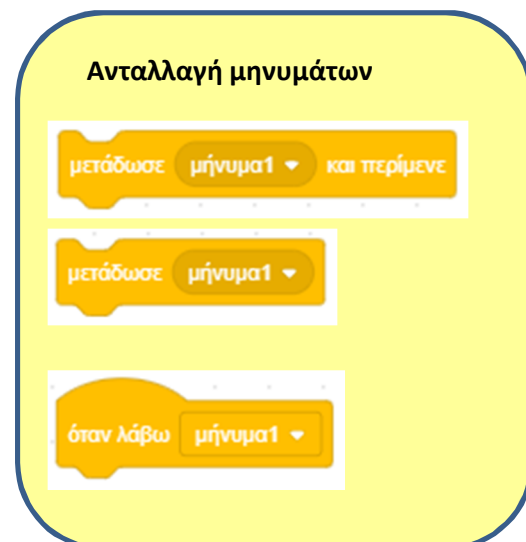 Ανταλλαγή μηνυμάτων
μετάδωσε μήνυμα1 και περίμενε
μετάδωσε μήνυμα1
όταν λάβω μήνυμα1